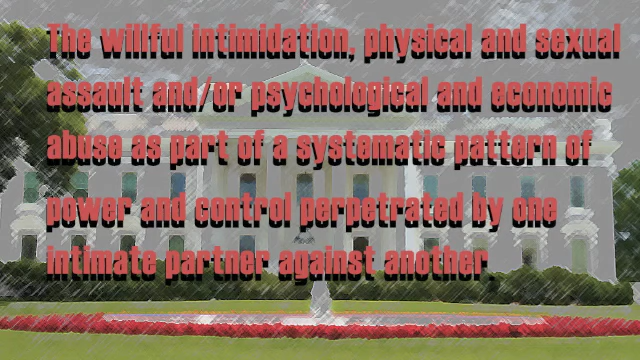 The willful intimidation, physical and sexual
assault and/or psychological and economic
abuse as part of a systematic pattern of
power and control perpetrated by one
intimate partner against another.